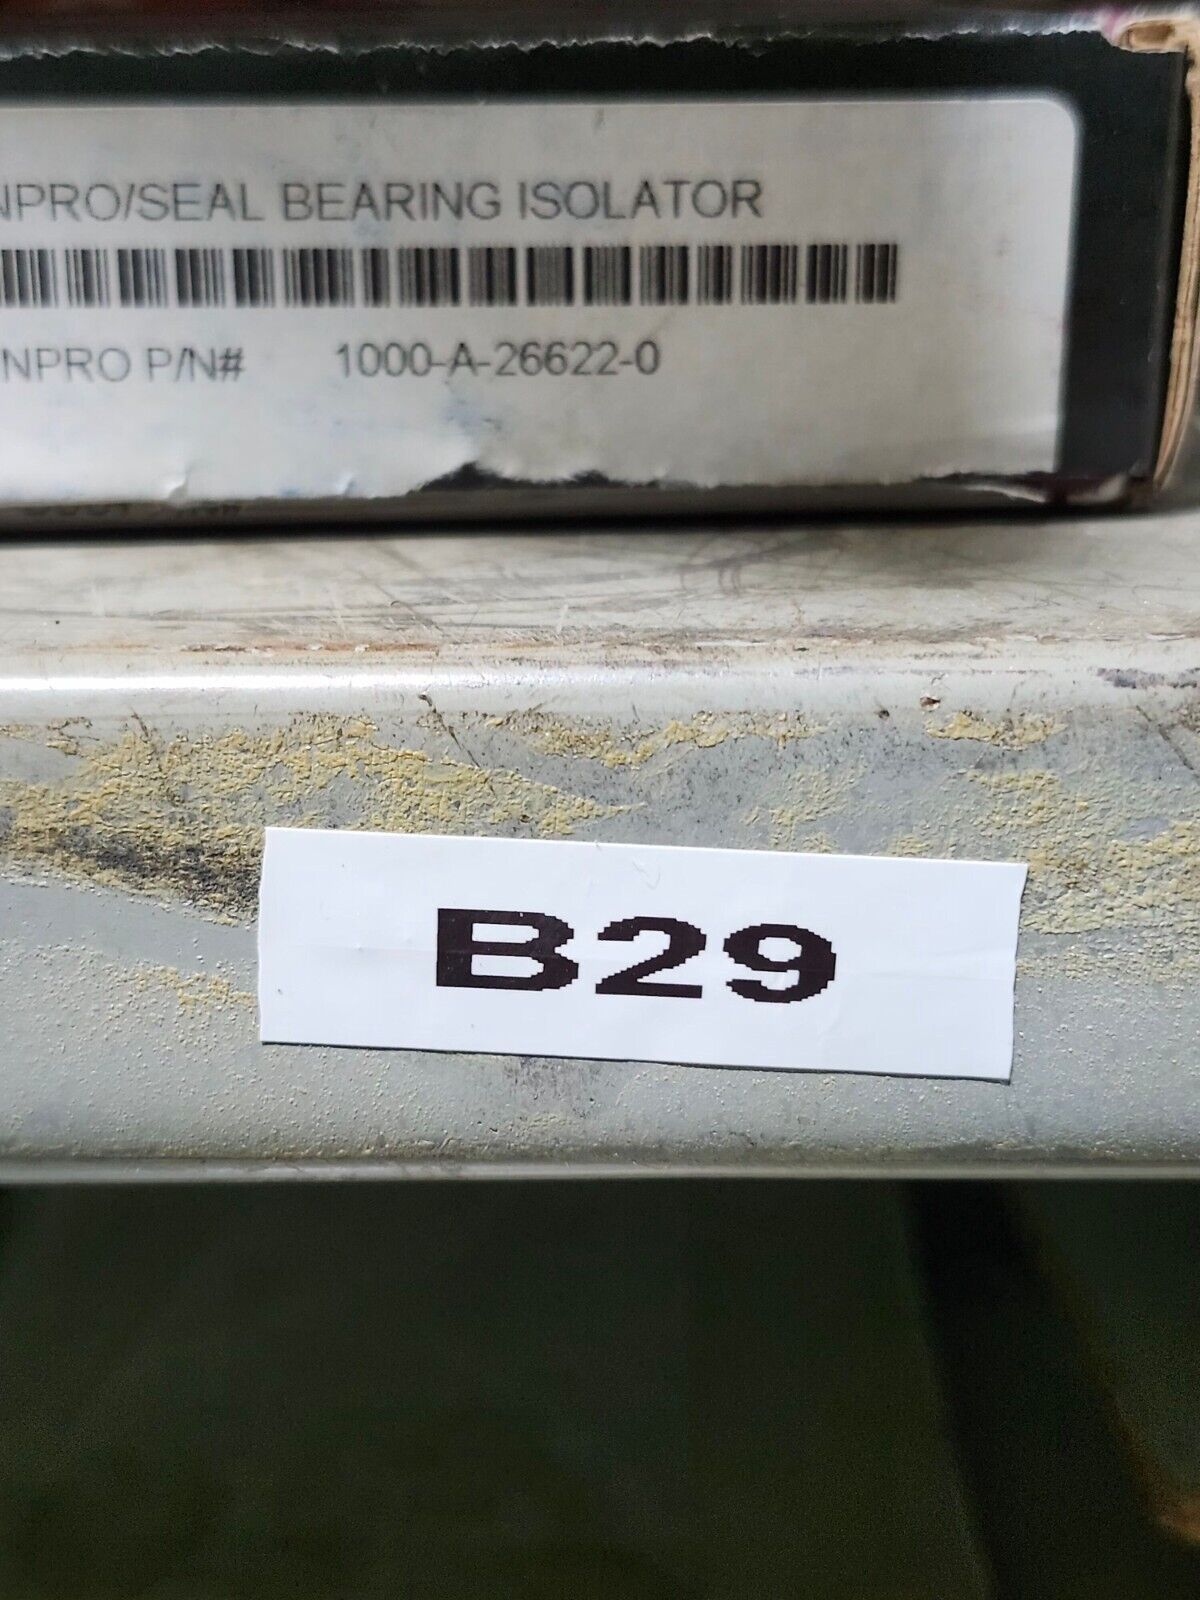 NPRO/SEAL BEARING ISOLATOR
NPRO P/N# 1000-A-26622-0
B29